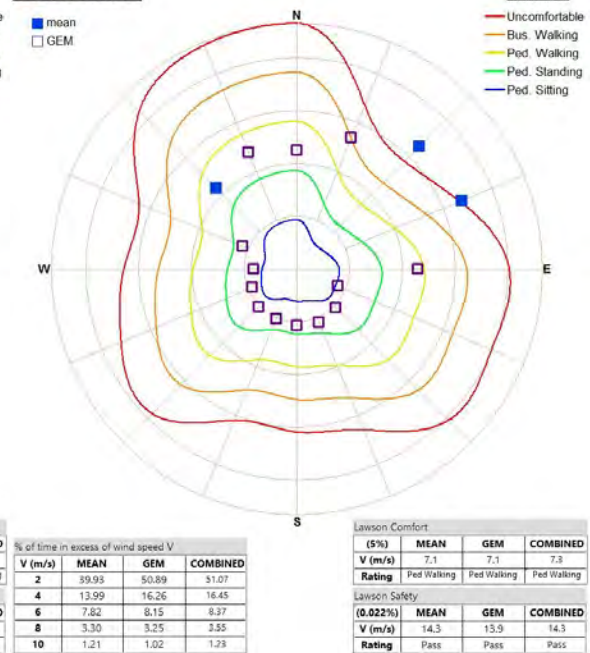 mean
GEM
N
E
S
W
Uncomfortable
Bus. Walking
Ped. Walking
Ped. Standing
Ped. Sitting
% of time in excess of wind speed V
V (m/s) MEAN GEM COMBINED
2 39.93 50.89 51.07
4 13.99 16.26 16.45
6 7.82 8.15 8.37
8 3.30 3.25 3.55
10 1.21 1.02 1.23
Lawson Comfort
(5%) MEAN GEM COMBINED
V (m/s) 7.1 7.1 7.3
Rating Ped Walking Ped Walking Ped Walking
Lawson Safety
(0.022%) MEAN GEM COMBINED
V (m/s) 14.3 13.9 14.3
Rating Pass Pass Pass